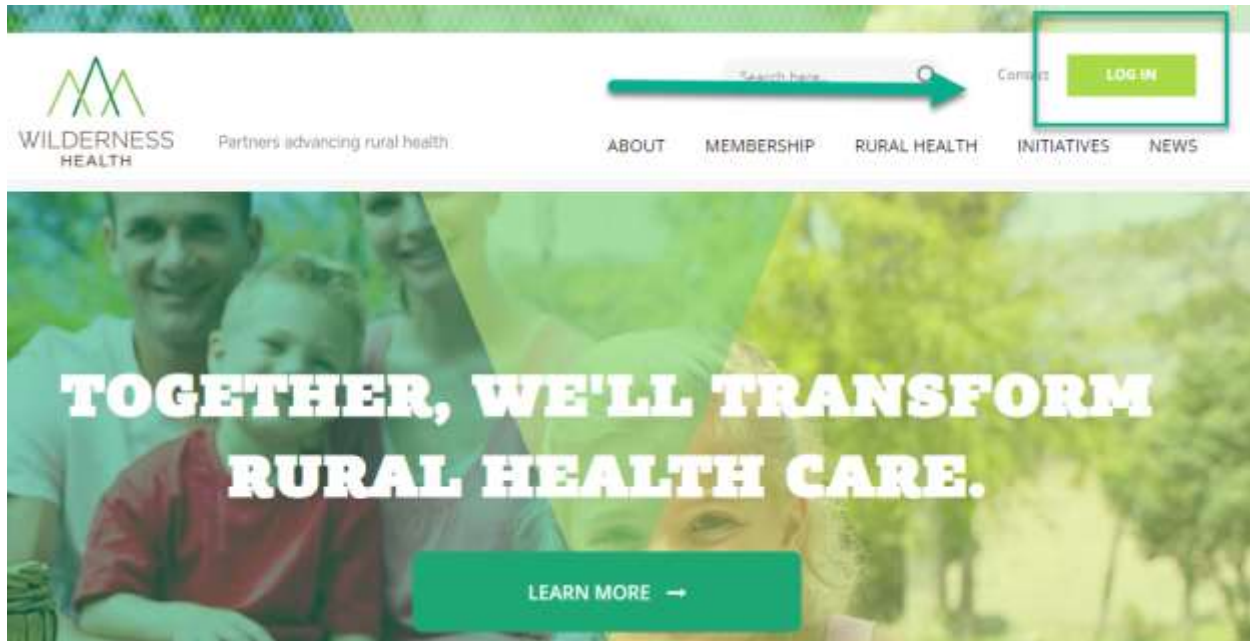 Search here..
Contact
LOG IN
WILDERNESS
HEALTH
Partners advancing rural health
ABOUT MEMBERSHIP RURAL HEALTH INITIATIVES NEWS
TOGETHER, WE'LL TRANSFORM
RURAL HEALTH CARE.
LEARN MORE →